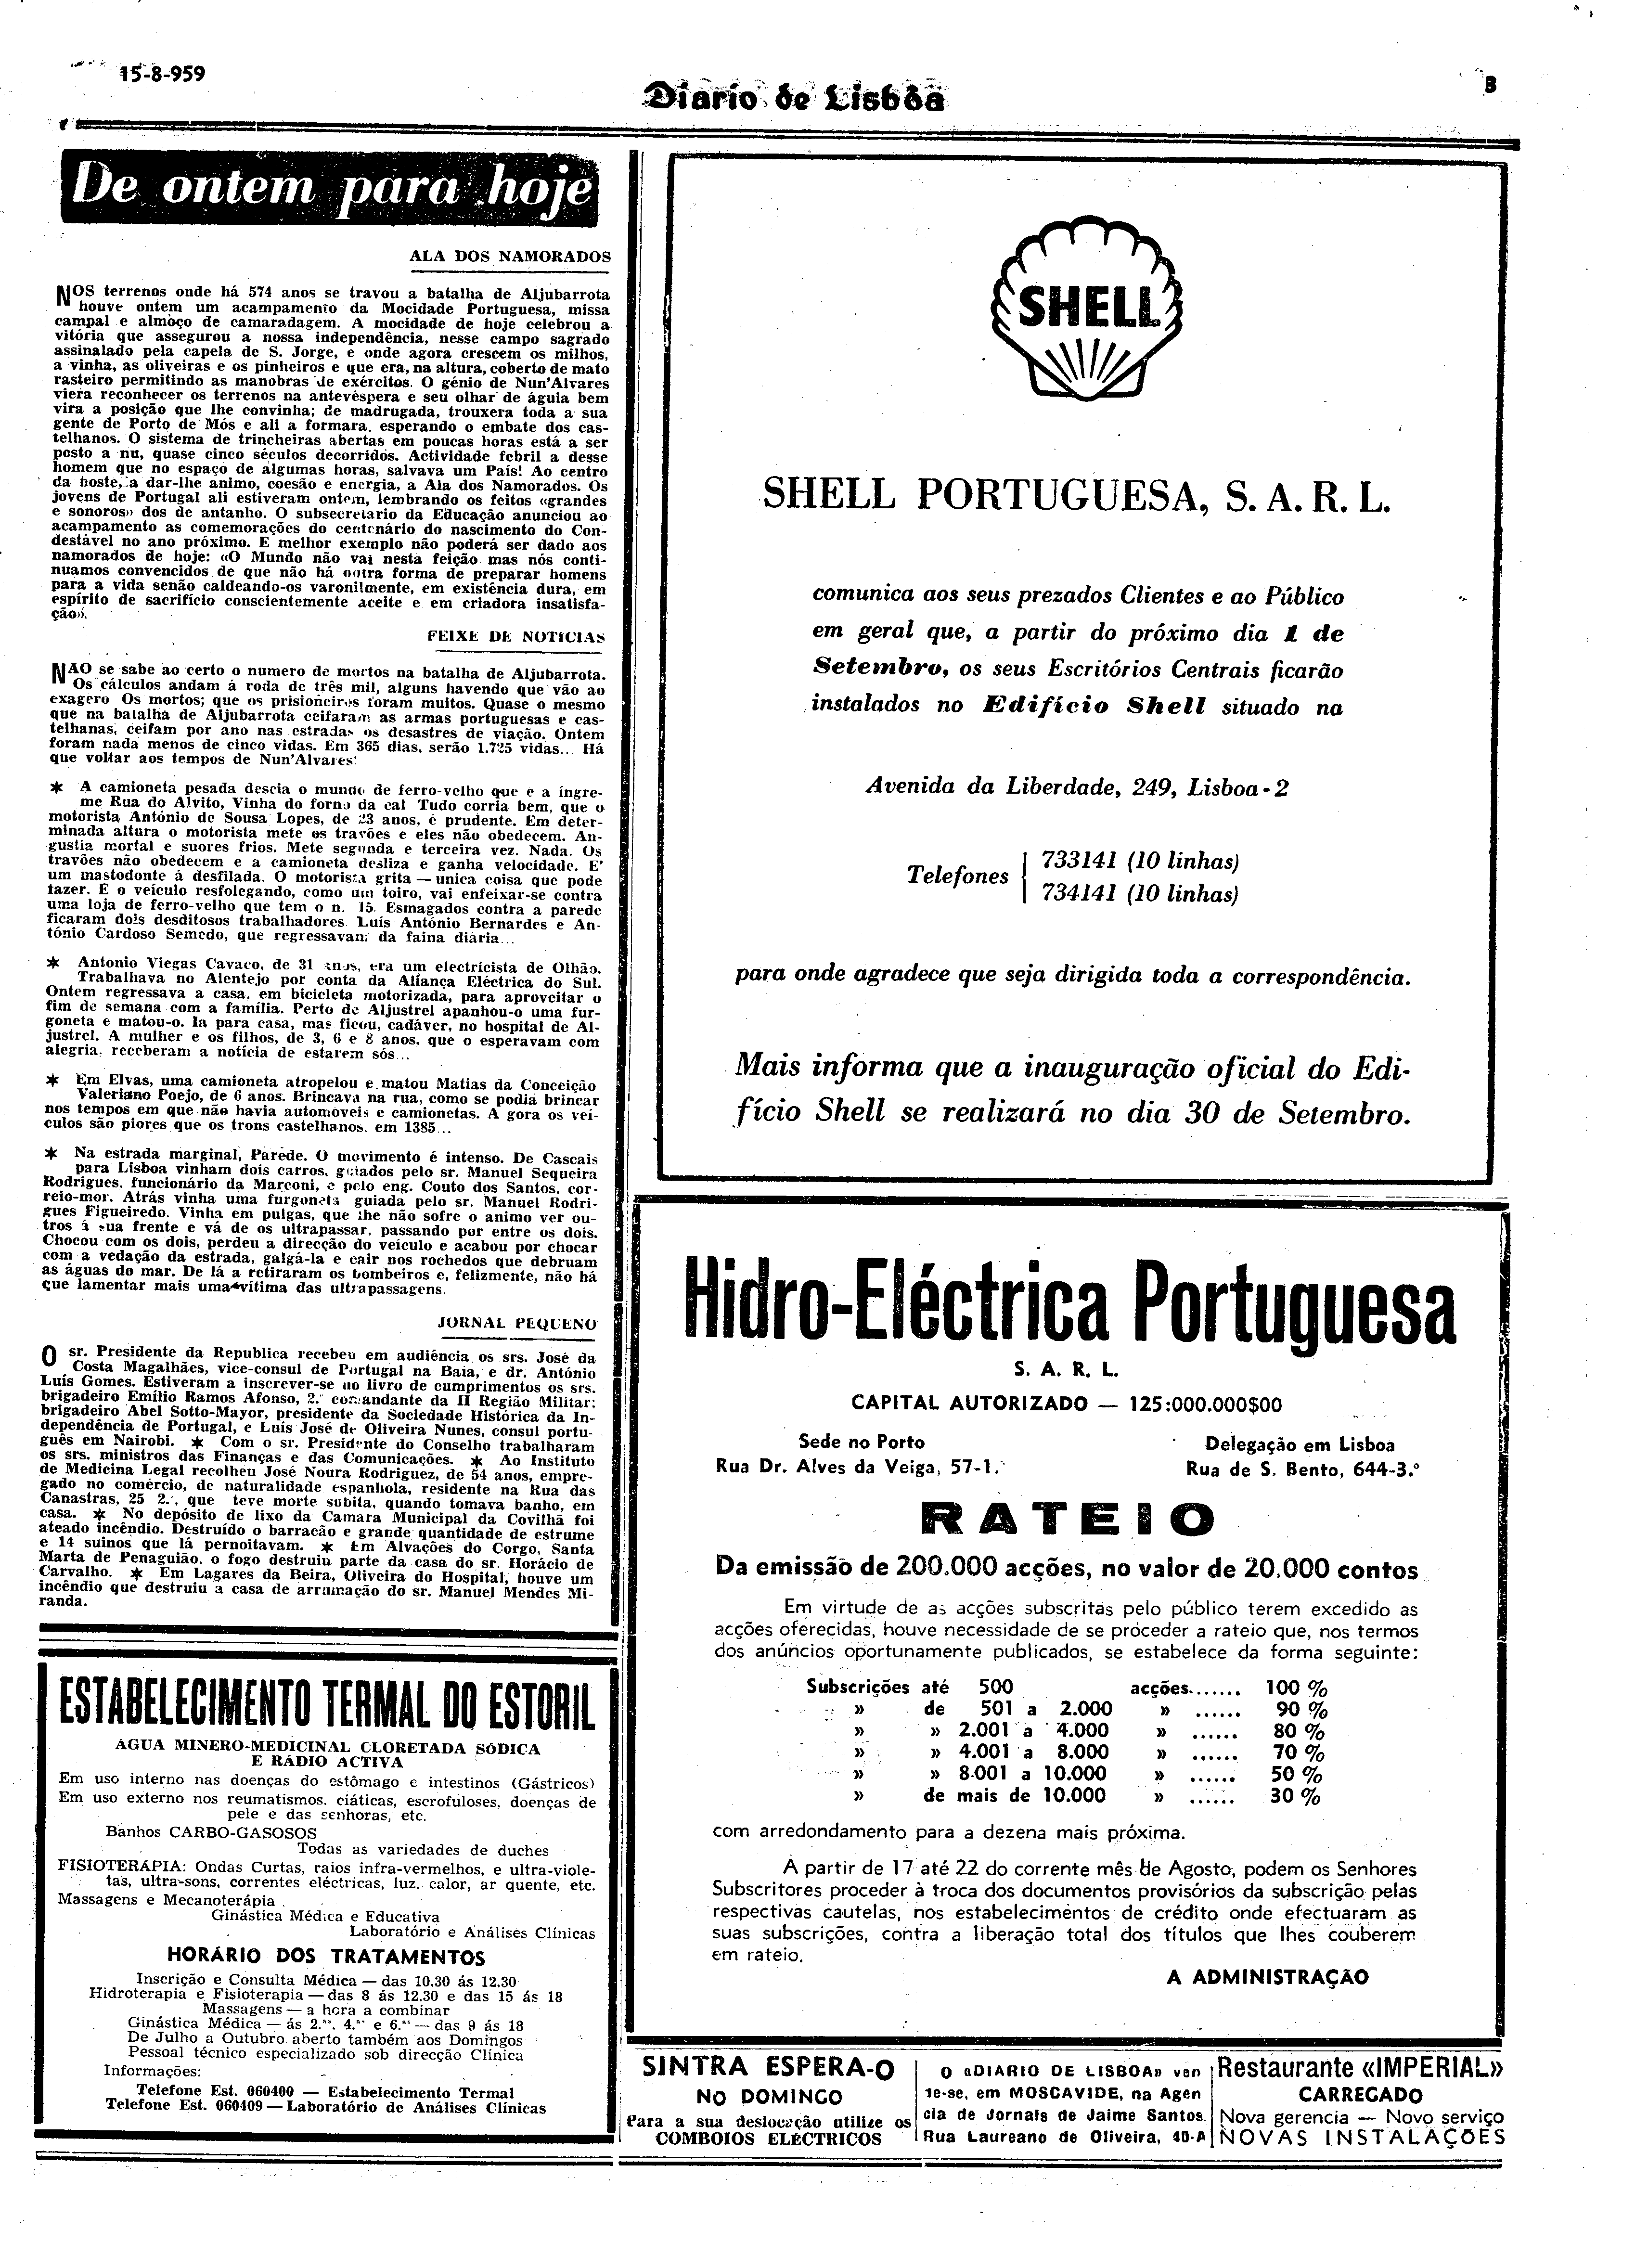 15-8-959
Diario de Lisbôa
3
De ontem para hoje
ALA DOS NAMORADOS
NOS terrenos onde há 574 anos se travou a batalha de Aljubarrota
houve ontem um acampamento da Mocidade Portuguesa, missa
campal e almoço de camaradagem. A mocidade de hoje celebrou a
vitória que assegurou a nossa independência, nesse campo sagrado
assinalado pela capela de S. Jorge, e onde agora crescem os milhos,
a vinha, as oliveiras e os pinheiros e que era, na altura, coberto de mato
rasteiro permitindo as manobras de exércitos. O génio de Nun'Alvares
viera reconhecer os terrenos na antevéspera e seu olhar de águia bem
vira a posição que lhe convinha; de madrugada, trouxera toda a sua
gente de Porto de Mós e ali a formara, esperando o embate dos cas-
telhanos. O sistema de trincheiras abertas em poucas horas está a ser
posto a nu, quase cinco séculos decorridos. Actividade febril a desse
homem que no espaço de algumas horas, salvava um País! Ao centro
da hoste, a dar-lhe animo, coesão e energia, a Ala dos Namorados. Os
jovens de Portugal ali estiveram ontem, lembrando os feitos «grandes
e sonoros» dos de antanho. O subsecretario da Educação anunciou ao
acampamento as comemorações do centenário do nascimento do Con-
destável no ano próximo. E melhor exemplo não poderá ser dado aos
namorados de hoje: «O Mundo não vai nesta feição mas nós conti-
nuamos convencidos de que não há outra forma de preparar homens
para a vida senão caldeando-os varonilmente, em existência dura, em
espírito de sacrifício conscientemente aceite e em criadora insatisfa-
ção».
FEIXE DE NOTICIAS
NÃO se sabe ao certo o numero de mortos na batalha de Aljubarrota.
Os cálculos andam á roda de três mil, alguns havendo que vão ao
exagero Os mortos; que os prisioneiros foram muitos. Quase o mesmo
que na batalha de Aljubarrota ceifaram as armas portuguesas e cas-
telhanas, ceifam por ano nas estradas os desastres de viação. Ontem
foram nada menos de cinco vidas. Em 365 dias, serão 1.725 vidas... Há
que voltar aos tempos de Nun'Alvares!
* A camioneta pesada descia o mundo de ferro-velho que e a íngre-
me Rua do Alvito, Vinha do forno da cal Tudo corria bem, que o
motorista António de Sousa Lopes, de 23 anos, é prudente. Em deter-
minada altura o motorista mete os travões e eles não obedecem. An-
gustia mortal e suores frios. Mete segunda e terceira vez. Nada. Os
travões não obedecem e a camioneta desliza e ganha velocidade. E'
um mastodonte á desfilada. O motorista grita — unica coisa que pode
fazer. E o veículo resfolegando, como um toiro, vai enfeixar-se contra
uma loja de ferro-velho que tem o n. 15. Esmagados contra a parede
ficaram dois desditosos trabalhadores Luís António Bernardes e An-
tónio Cardoso Semedo, que regressavam da faina diária...
* Antonio Viegas Cavaco, de 31 anos, era um electricista de Olhão.
Trabalhava no Alentejo por conta da Aliança Eléctrica do Sul.
Ontem regressava a casa, em bicicleta motorizada, para aproveitar o
fim de semana com a família. Perto de Aljustrel apanhou-o uma fur-
goneta e matou-o. Ia para casa, mas ficou, cadáver, no hospital de Al-
justrel. A mulher e os filhos, de 3, 6 e 8 anos, que o esperavam com
alegria, receberam a notícia de estarem sós...
* Em Elvas, uma camioneta atropelou e matou Matias da Conceição
Valeriano Poejo, de 6 anos. Brincava na rua, como se podia brincar
nos tempos em que não havia automóveis e camionetas. A gora os veí-
culos são piores que os trons castelhanos, em 1385...
* Na estrada marginal, Parede. O movimento é intenso. De Cascais
para Lisboa vinham dois carros, guiados pelo sr. Manuel Sequeira
Rodrigues, funcionário da Marconi, e pelo eng. Couto dos Santos, cor-
reio-mor. Atrás vinha uma furgoneta guiada pelo sr. Manuel Rodri-
gues Figueiredo. Vinha em pulgas, que lhe não sofre o animo ver ou-
tros á sua frente e vá de os ultrapassar, passando por entre os dois.
Chocou com os dois, perdeu a direcção do veículo e acabou por chocar
com a vedação da estrada, galgá-la e cair nos rochedos que debruam
as águas do mar. De lá a retiraram os bombeiros e, felizmente, não há
que lamentar mais uma vítima das ultrapassagens.
JORNAL PEQUENO
O sr. Presidente da Republica recebeu em audiência os srs. José da
Costa Magalhães, vice-consul de Portugal na Baía, e dr. António
Luís Gomes. Estiveram a inscrever-se no livro de cumprimentos os srs.
brigadeiro Emílio Ramos Afonso, 2.º comandante da II Região Militar;
brigadeiro Abel Sotto-Mayor, presidente da Sociedade Histórica da In-
dependência de Portugal, e Luís José de Oliveira Nunes, consul portu-
guês em Nairobi. * Com o sr. Presidente do Conselho trabalharam
os srs. ministros das Finanças e das Comunicações. * Ao Instituto
de Medicina Legal recolheu José Noura Rodriguez, de 54 anos, empre-
gado no comércio, de naturalidade espanhola, residente na Rua das
Canastras, 25 2.º, que teve morte subita, quando tomava banho, em
casa. * No depósito de lixo da Camara Municipal da Covilhã foi
ateado incêndio. Destruído o barracão e grande quantidade de estrume
e 14 suinos que lá pernoitavam. * Em Alvações do Corgo, Santa
Marta de Penaguião, o fogo destruiu parte da casa do sr. Horácio de
Carvalho. * Em Lagares da Beira, Oliveira do Hospital, houve um
incêndio que destruiu a casa de arrumação do sr. Manuel Mendes Mi-
randa.
ESTABELECIMENTO TERMAL DO ESTORIL
ÁGUA MINERO-MEDICINAL CLORETADA SÓDICA
E RÁDIO ACTIVA
Em uso interno nas doenças do estômago e intestinos (Gástricos)
Em uso externo nos reumatismos, ciáticas, escrofuloses, doenças de
pele e das senhoras, etc.
Banhos CARBO-GASOSOS
Todas as variedades de duches
FISIOTERÁPIA: Ondas Curtas, raios infra-vermelhos, e ultra-viole-
tas, ultra-sons, correntes eléctricas, luz, calor, ar quente, etc.
Massagens e Mecanoterápia
Ginástica Médica e Educativa
Laboratório e Análises Clínicas
HORÁRIO DOS TRATAMENTOS
Inscrição e Consulta Médica — das 10,30 ás 12,30
Hidroterapia e Fisioterapia — das 8 ás 12,30 e das 15 ás 18
Massagens — a hora a combinar
Ginástica Médica — ás 2.ªˢ, 4.ªˢ e 6.ªˢ — das 9 ás 18
De Julho a Outubro aberto também aos Domingos
Pessoal técnico especializado sob direcção Clínica
Informações:
Telefone Est. 060400 — Estabelecimento Termal
Telefone Est. 060409 — Laboratório de Análises Clínicas
SHELL
SHELL PORTUGUESA, S. A. R. L.
comunica aos seus prezados Clientes e ao Público
em geral que, a partir do próximo dia 1 de
Setembro, os seus Escritórios Centrais ficarão
instalados no Edifício Shell situado na
Avenida da Liberdade, 249, Lisboa - 2
Telefones
733141 (10 linhas)
734141 (10 linhas)
para onde agradece que seja dirigida toda a correspondência.
Mais informa que a inauguração oficial do Edi-
fício Shell se realizará no dia 30 de Setembro.
Hidro-Eléctrica Portuguesa
S. A. R. L.
CAPITAL AUTORIZADO — 125:000.000$00
Sede no Porto
Rua Dr. Alves da Veiga, 57-1.º
Delegação em Lisboa
Rua de S. Bento, 644-3.º
RATEIO
Da emissão de 200.000 acções, no valor de 20.000 contos
Em virtude de as acções subscritas pelo público terem excedido as
acções oferecidas, houve necessidade de se proceder a rateio que, nos termos
dos anúncios oportunamente publicados, se estabelece da forma seguinte:
Subscrições até 500 acções....... 100 %
» de 501 a 2.000 » ...... 90 %
» » 2.001 a 4.000 » ...... 80 %
» » 4.001 a 8.000 » ...... 70 %
» » 8.001 a 10.000 » ...... 50 %
» de mais de 10.000 » ...... 30 %
com arredondamento para a dezena mais próxima.
A partir de 17 até 22 do corrente mês de Agosto, podem os Senhores
Subscritores proceder à troca dos documentos provisórios da subscrição pelas
respectivas cautelas, nos estabelecimentos de crédito onde efectuaram as
suas subscrições, contra a liberação total dos títulos que lhes couberem
em rateio.
A ADMINISTRAÇÃO
SINTRA ESPERA-O
NO DOMINGO
Para a sua deslocação utilize os
COMBOIOS ELÉCTRICOS
O «DIARIO DE LISBOA» ven
de-se, em MOSCAVIDE, na Agen
cia de Jornais de Jaime Santos
Rua Laureano de Oliveira, 40-A
Restaurante «IMPERIAL»
CARREGADO
Nova gerencia — Novo serviço
NOVAS INSTALAÇÕES